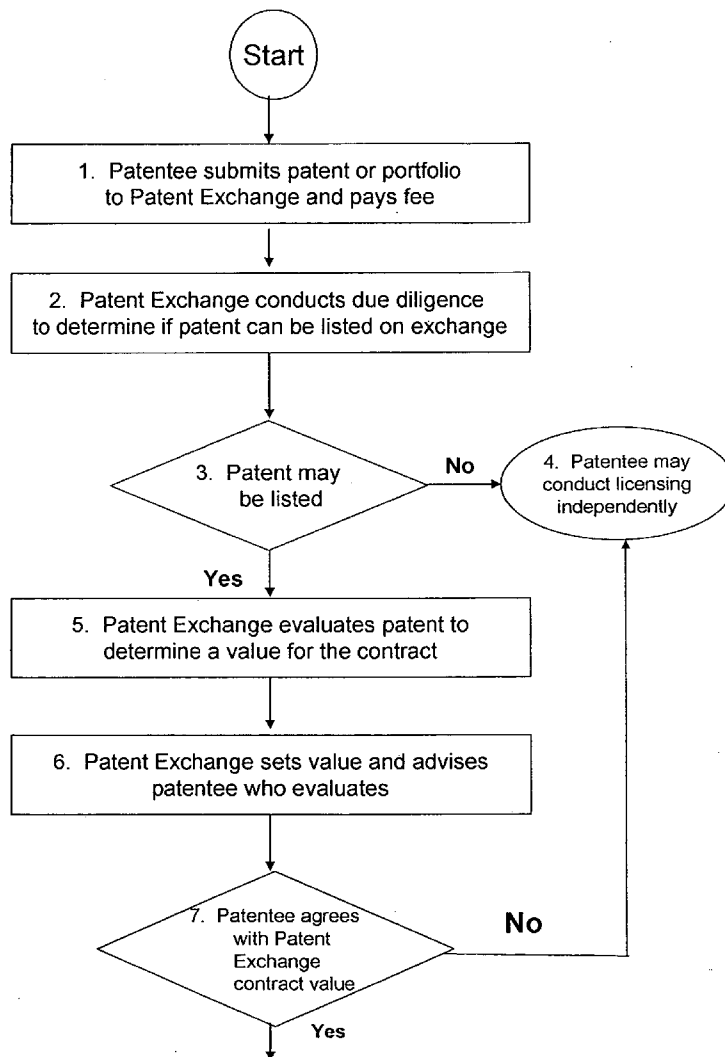 Start
1. Patentee submits patent or portfolio
to Patent Exchange and pays fee
2. Patent Exchange conducts due diligence
to determine if patent can be listed on exchange
3. Patent may
be listed
No
4. Patentee may
conduct licensing
independently
Yes
5. Patent Exchange evaluates patent to
determine a value for the contract
6. Patent Exchange sets value and advises
patentee who evaluates
7. Patentee agrees
with Patent
Exchange
contract value
No
Yes